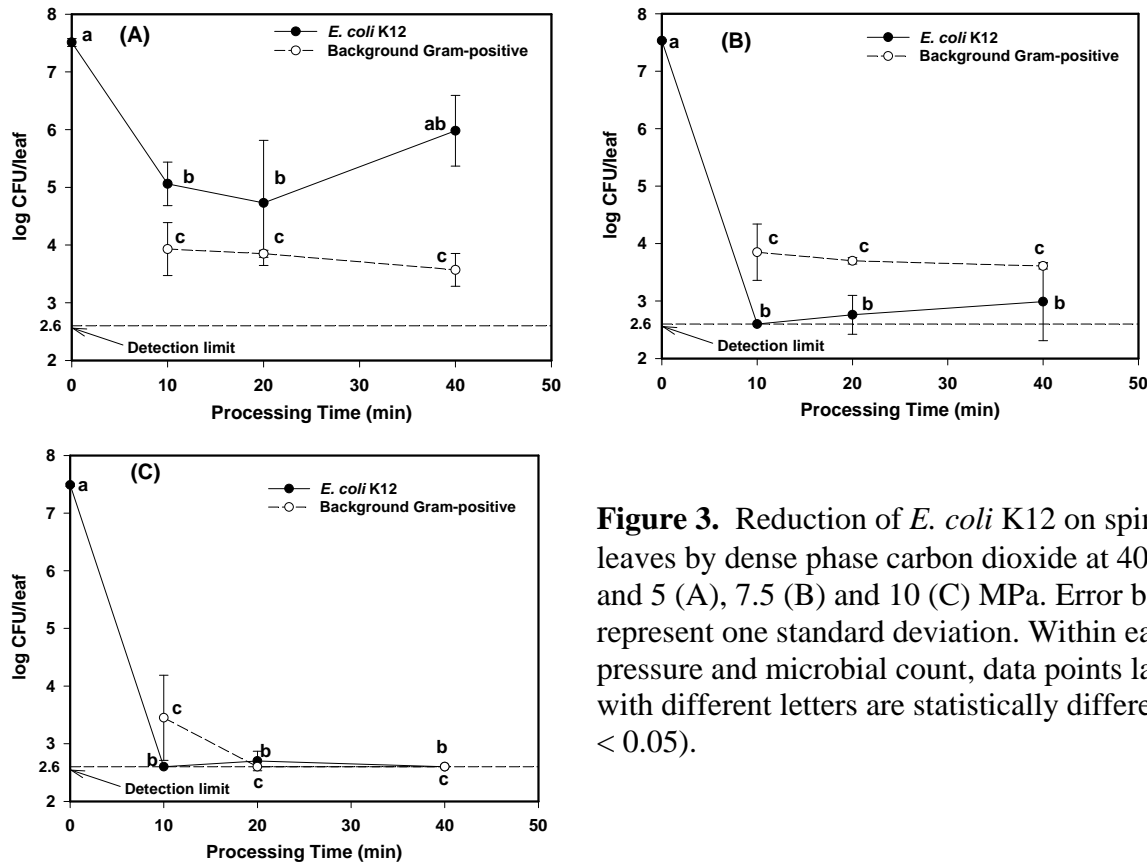 (A)
E. coli K12
Background Gram-positive
log CFU/leaf
8
7
6
5
4
3
2.6
2
a
b
b
ab
c
c
c
Detection limit
0 10 20 30 40 50
Processing Time (min)
(B)
E. coli K12
Background Gram-positive
log CFU/leaf
8
7
6
5
4
3
2.6
2
a
c
c
c
b
b
b
Detection limit
0 10 20 30 40 50
Processing Time (min)
(C)
E. coli K12
Background Gram-positive
log CFU/leaf
8
7
6
5
4
3
2.6
2
a
c
b
b
b
c
c
Detection limit
0 10 20 30 40 50
Processing Time (min)
Figure 3. Reduction of E. coli K12 on spin
leaves by dense phase carbon dioxide at 40
and 5 (A), 7.5 (B) and 10 (C) MPa. Error b
represent one standard deviation. Within ea
pressure and microbial count, data points la
with different letters are statistically differe
< 0.05).